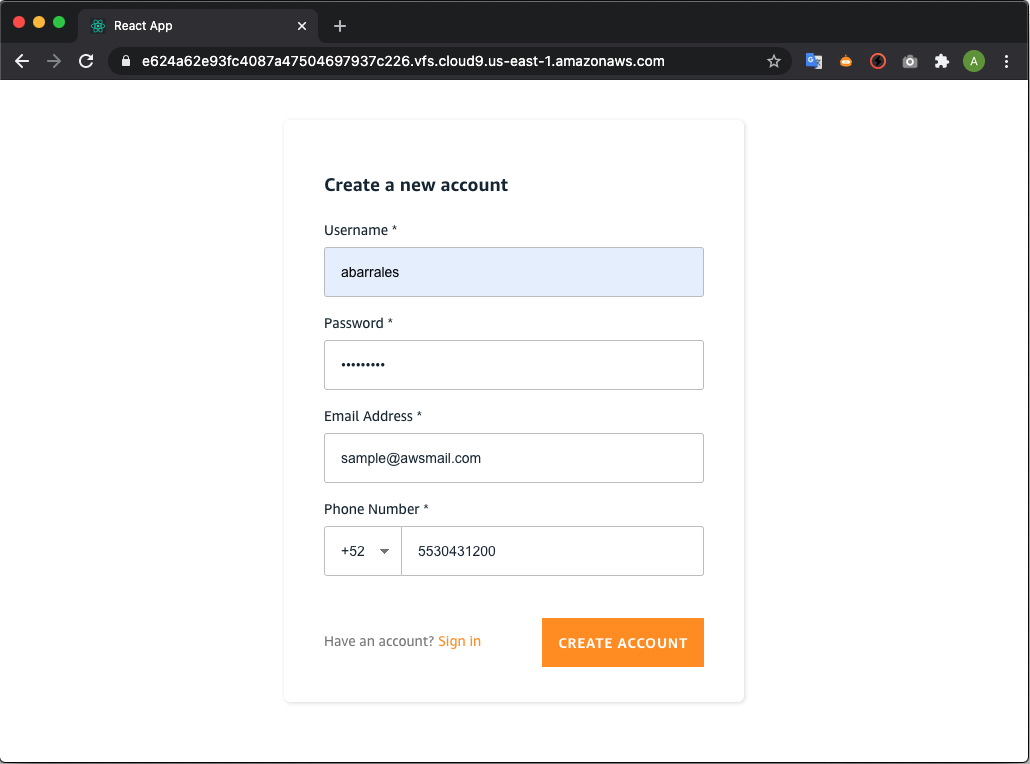 React App
e624a62e93fc4087a47504697937c226.vfs.cloud9.us-east-1.amazonaws.com
A
Create a new account
Username *
abarrales
Password *
•••••••••
Email Address *
sample@awsmail.com
Phone Number *
+52 5530431200
Have an account? Sign in
CREATE ACCOUNT